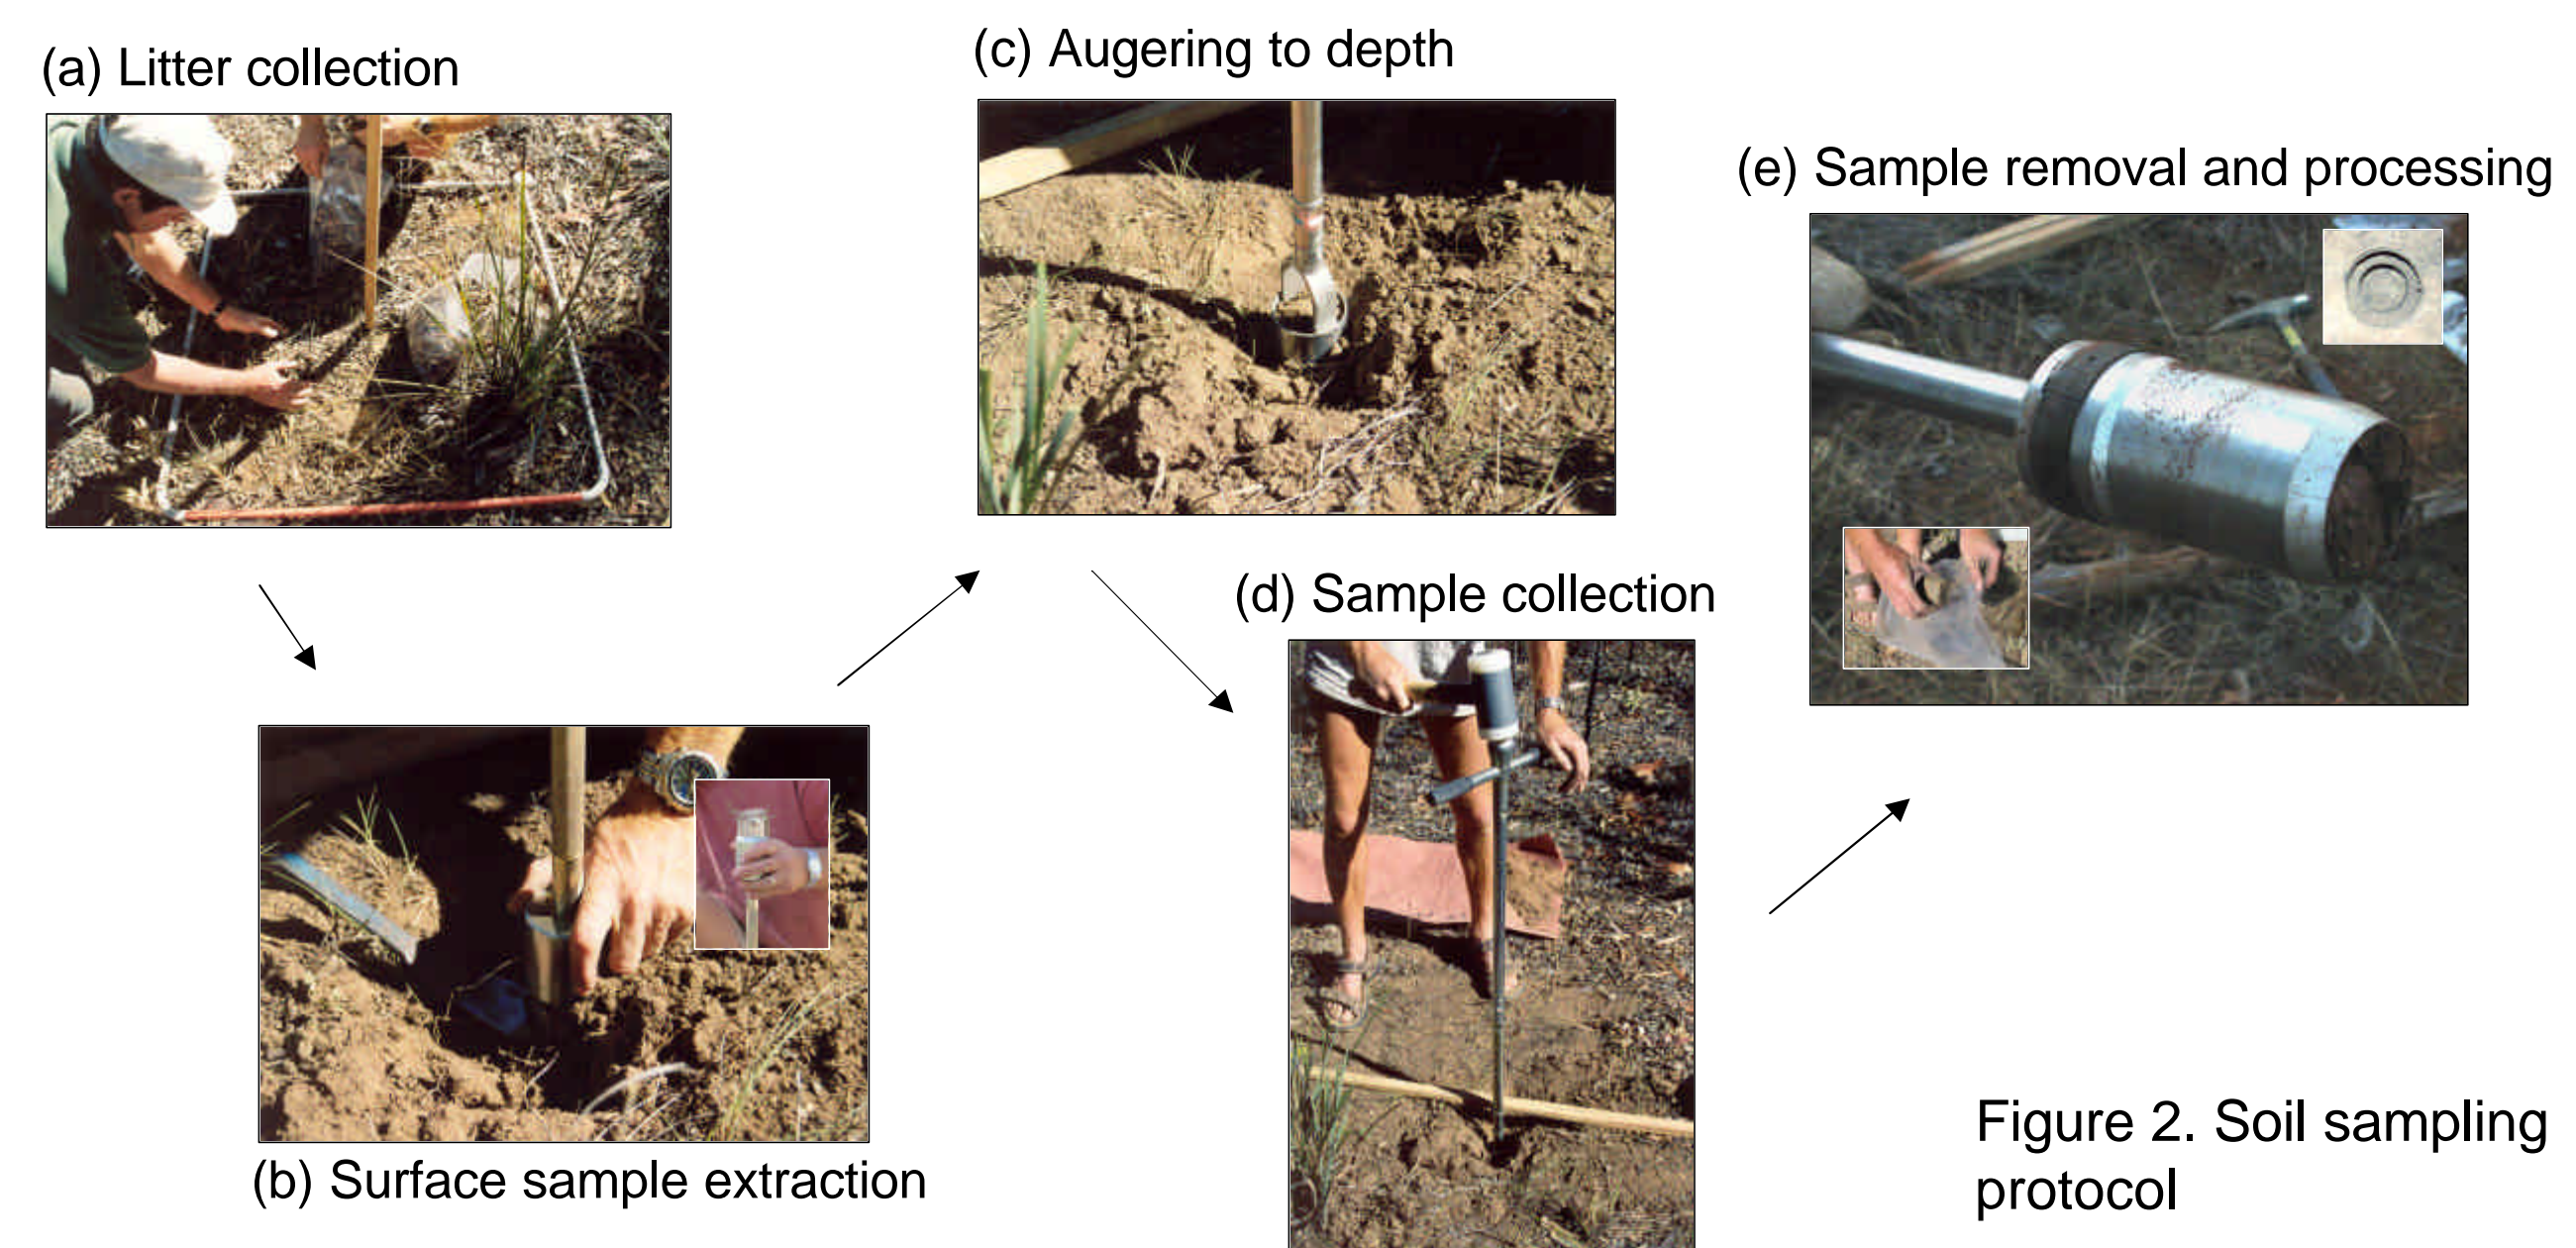 (a) Litter collection
(b) Surface sample extraction
(c) Augering to depth
(d) Sample collection
(e) Sample removal and processing
Figure 2. Soil sampling
protocol